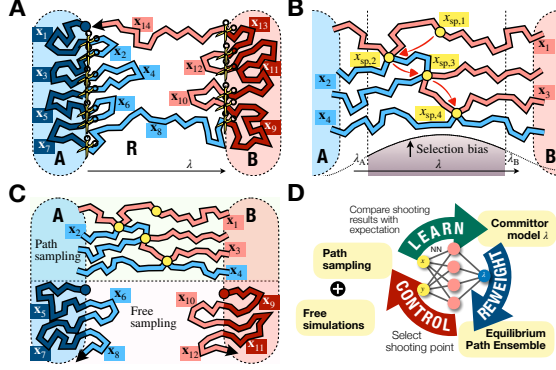 A
x1
x2
x3
x4
x5
x6
x7
x8
x14
x13
x12
x11
x10
x9
A
R
B
λ
B
xsp,1
xsp,2
xsp,3
xsp,4
x1
x2
x3
x4
A
B
λA
Selection bias
λ
λB
C
A
B
x1
x2
x3
x4
Path
sampling
Free sampling
x5
x6
x7
x8
x10
x9
x12
x11
D
Compare shooting
results with
expectation
LEARN
Committor
model λ
Path
sampling
NN
x
y
λ
REWEIGHT
CONTROL
Free
simulations
Select
shooting point
Equilibrium
Path Ensemble